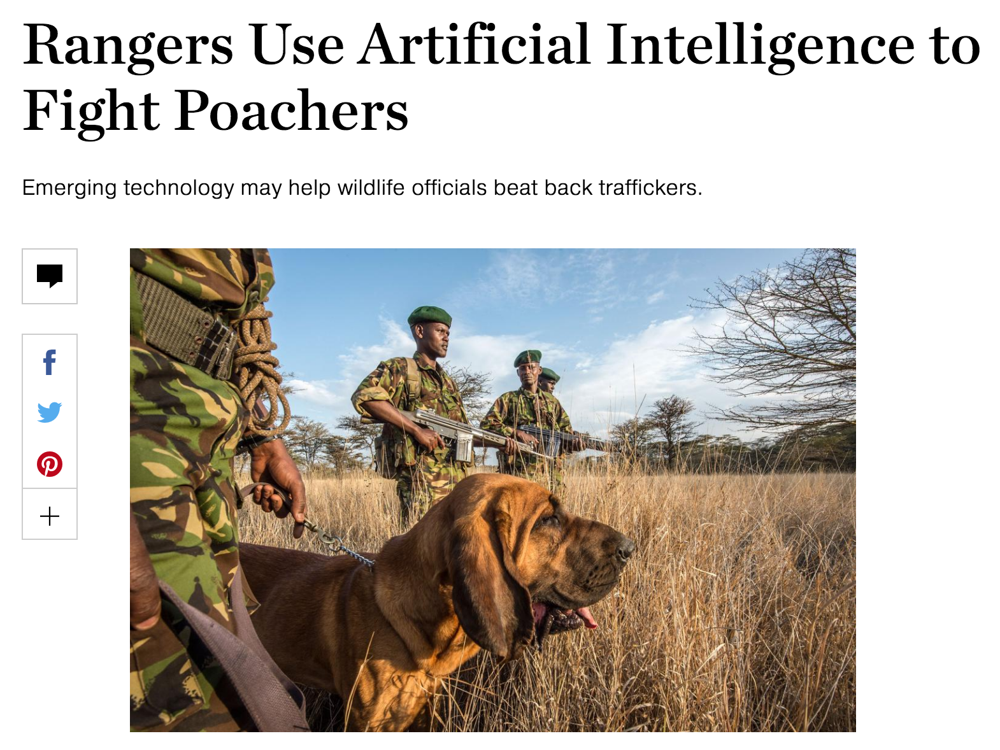 Rangers Use Artificial Intelligence to
Fight Poachers
Emerging technology may help wildlife officials beat back traffickers.